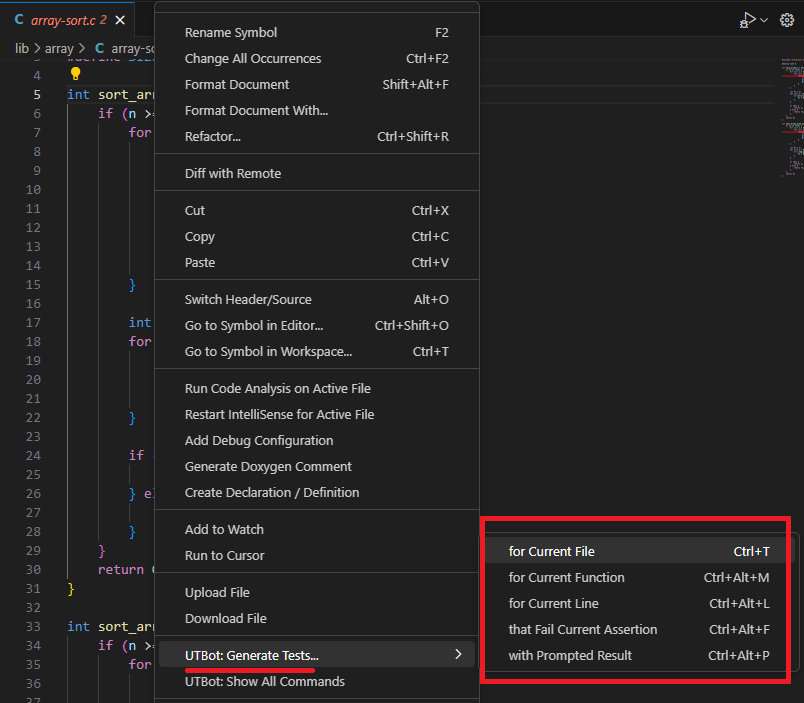 C array-sort.c 2 ×
lib > array > C array-so
#define SIZ
4
5 int sort_arr
6 if (n >=
7 for
8
9
10
11
12
13
14
15 }
16
17 int
18 for
19
20
21
22 }
23
24 if
25
26 } el
27
28 }
29 }
30 return
31 }
32
33 int sort_arr
34 if (n >=
35 for
36
37
Rename Symbol F2
Change All Occurrences Ctrl+F2
Format Document Shift+Alt+F
Format Document With...
Refactor... Ctrl+Shift+R
Diff with Remote
Cut Ctrl+X
Copy Ctrl+C
Paste Ctrl+V
Switch Header/Source Alt+O
Go to Symbol in Editor... Ctrl+Shift+O
Go to Symbol in Workspace... Ctrl+T
Run Code Analysis on Active File
Restart IntelliSense for Active File
Add Debug Configuration
Generate Doxygen Comment
Create Declaration / Definition
Add to Watch
Run to Cursor
Upload File
Download File
UTBot: Generate Tests... >
UTBot: Show All Commands
for Current File Ctrl+T
for Current Function Ctrl+Alt+M
for Current Line Ctrl+Alt+L
that Fail Current Assertion Ctrl+Alt+F
with Prompted Result Ctrl+Alt+P